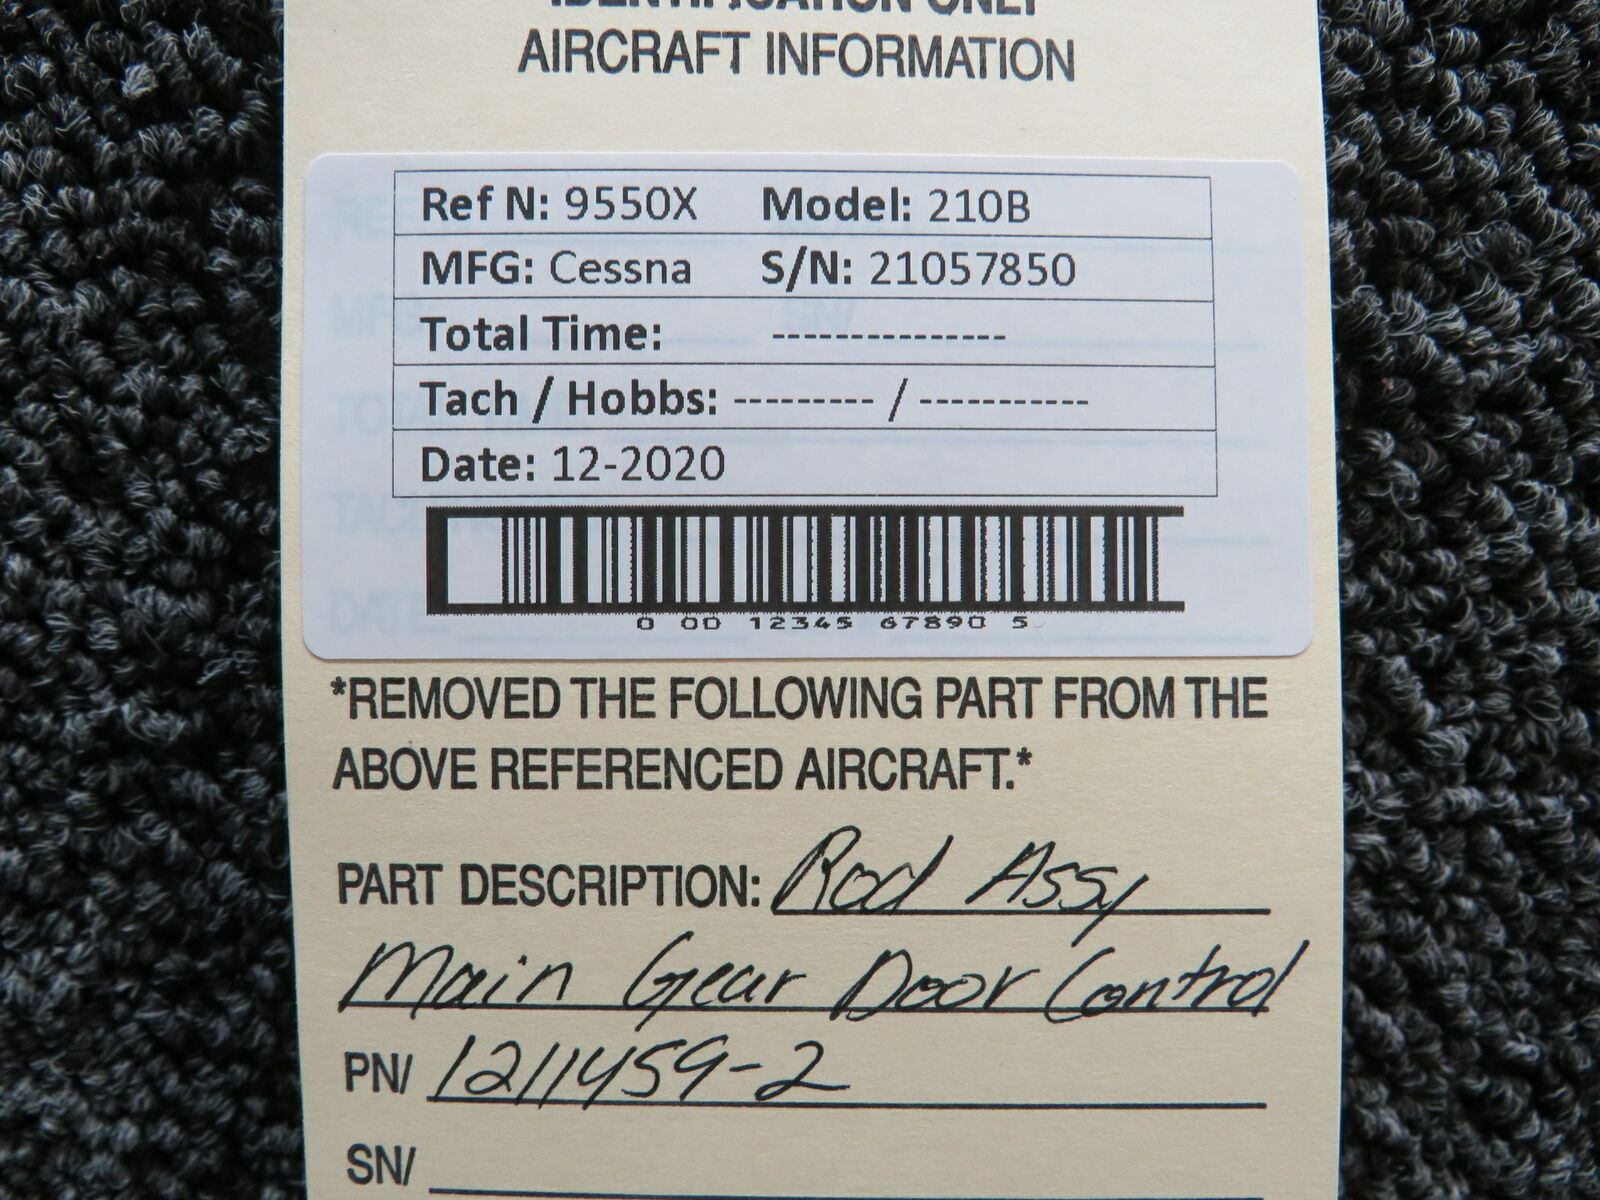 IDENTIFICATION ONLY
AIRCRAFT INFORMATION
Ref N: 9550X Model: 210B
MFG: Cessna S/N: 21057850
Total Time: ---------------
Tach / Hobbs: --------- / -----------
Date: 12-2020
0 00 12345 67890 5
*REMOVED THE FOLLOWING PART FROM THE
ABOVE REFERENCED AIRCRAFT.*
PART DESCRIPTION: Rod Assy
Main Gear Door Control
PN/ 1211459-2
SN/